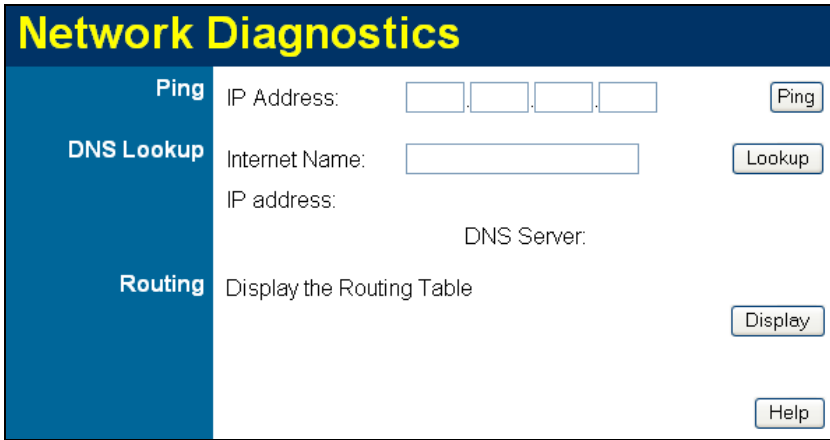 Network Diagnostics
Ping IP Address: . . . Ping
DNS Lookup Internet Name: Lookup
IP address:
DNS Server:
Routing Display the Routing Table
Display
Help